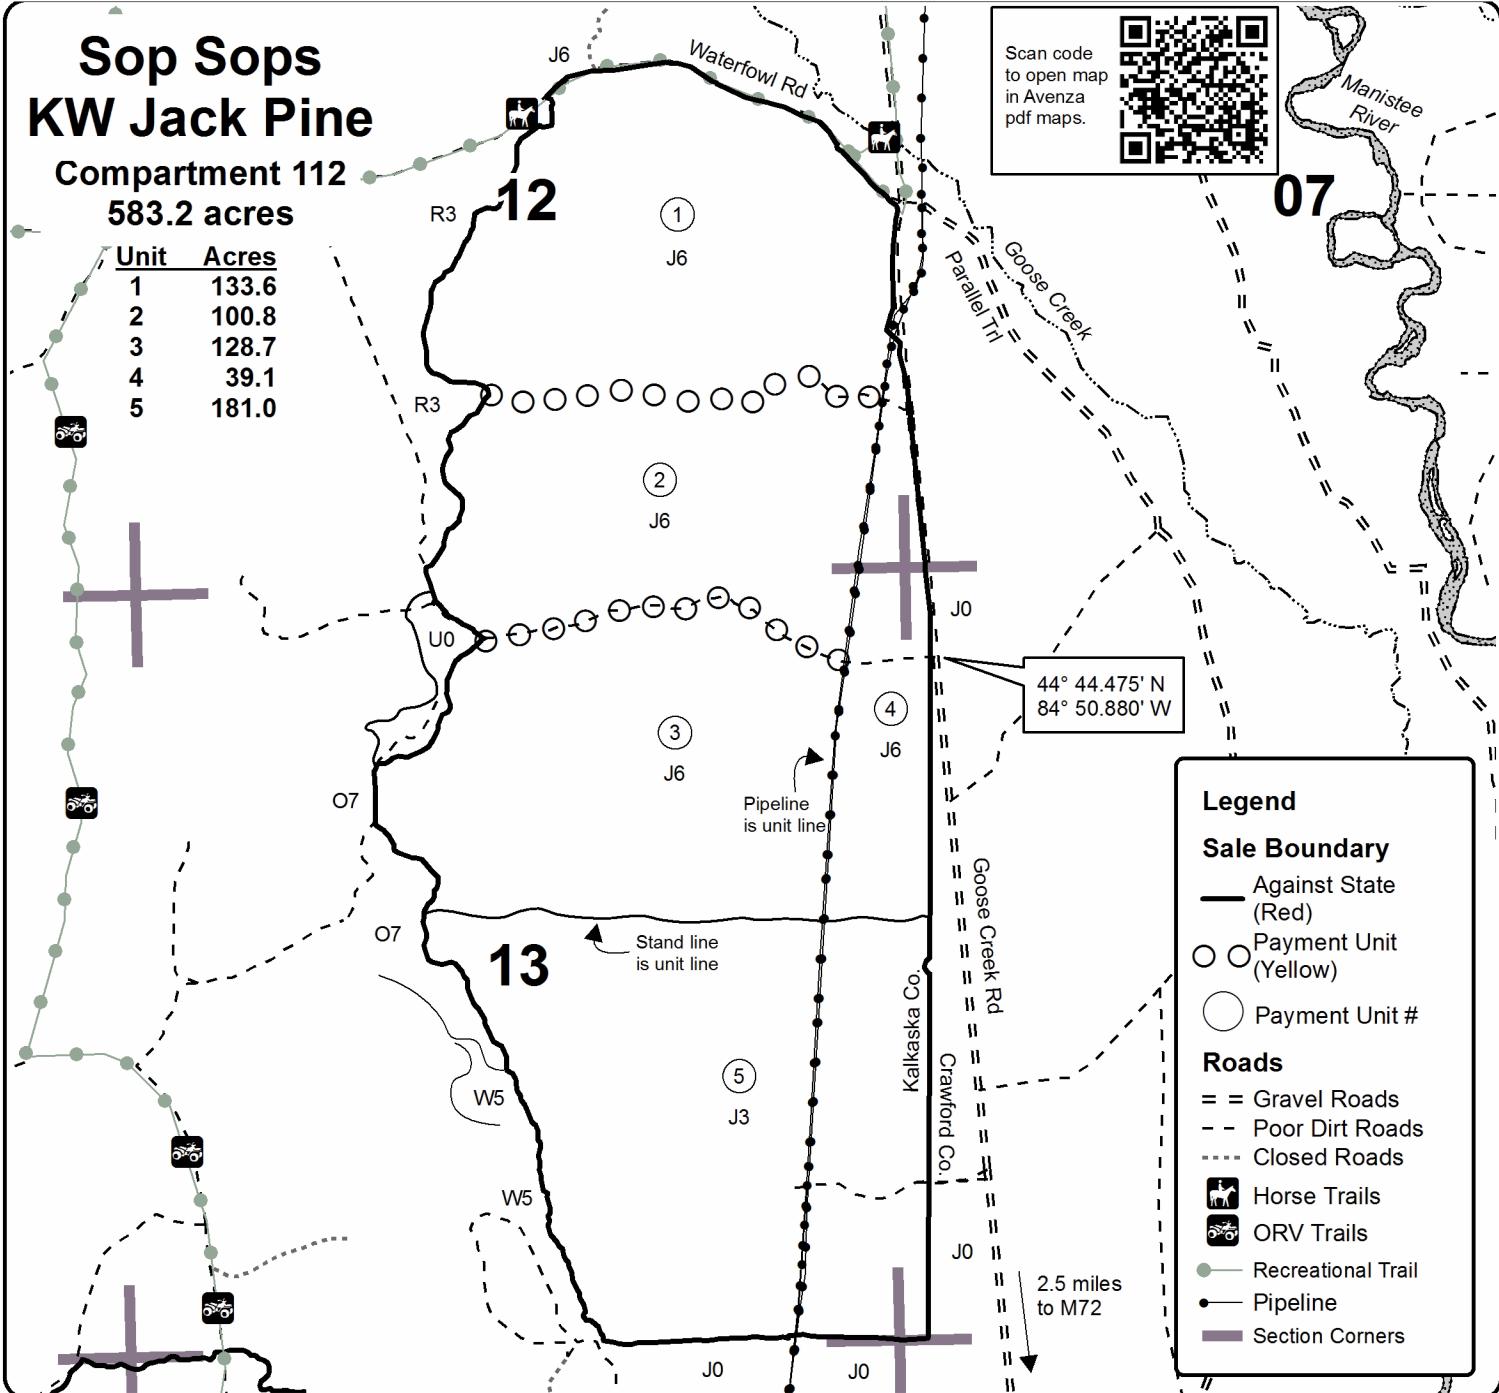 Sop Sops
KW Jack Pine
Compartment 112
583.2 acres
Unit Acres
1 133.6
2 100.8
3 128.7
4 39.1
5 181.0
J6
Waterfowl Rd
Scan code
to open map
in Avenza
pdf maps.
Manistee
River
07
12
R3
1
J6
Goose Creek
Parallel Trl
R3
2
J6
J0
U0
44° 44.475' N
84° 50.880' W
3
J6
4
J6
O7
Pipeline
is unit line
O7
13
Stand line
is unit line
Goose Creek Rd
Kalkaska Co.
Crawford Co.
5
J3
W5
W5
J0
2.5 miles
to M72
J0
J0
Legend
Sale Boundary
Against State
(Red)
Payment Unit
(Yellow)
Payment Unit #
Roads
Gravel Roads
Poor Dirt Roads
Closed Roads
Horse Trails
ORV Trails
Recreational Trail
Pipeline
Section Corners